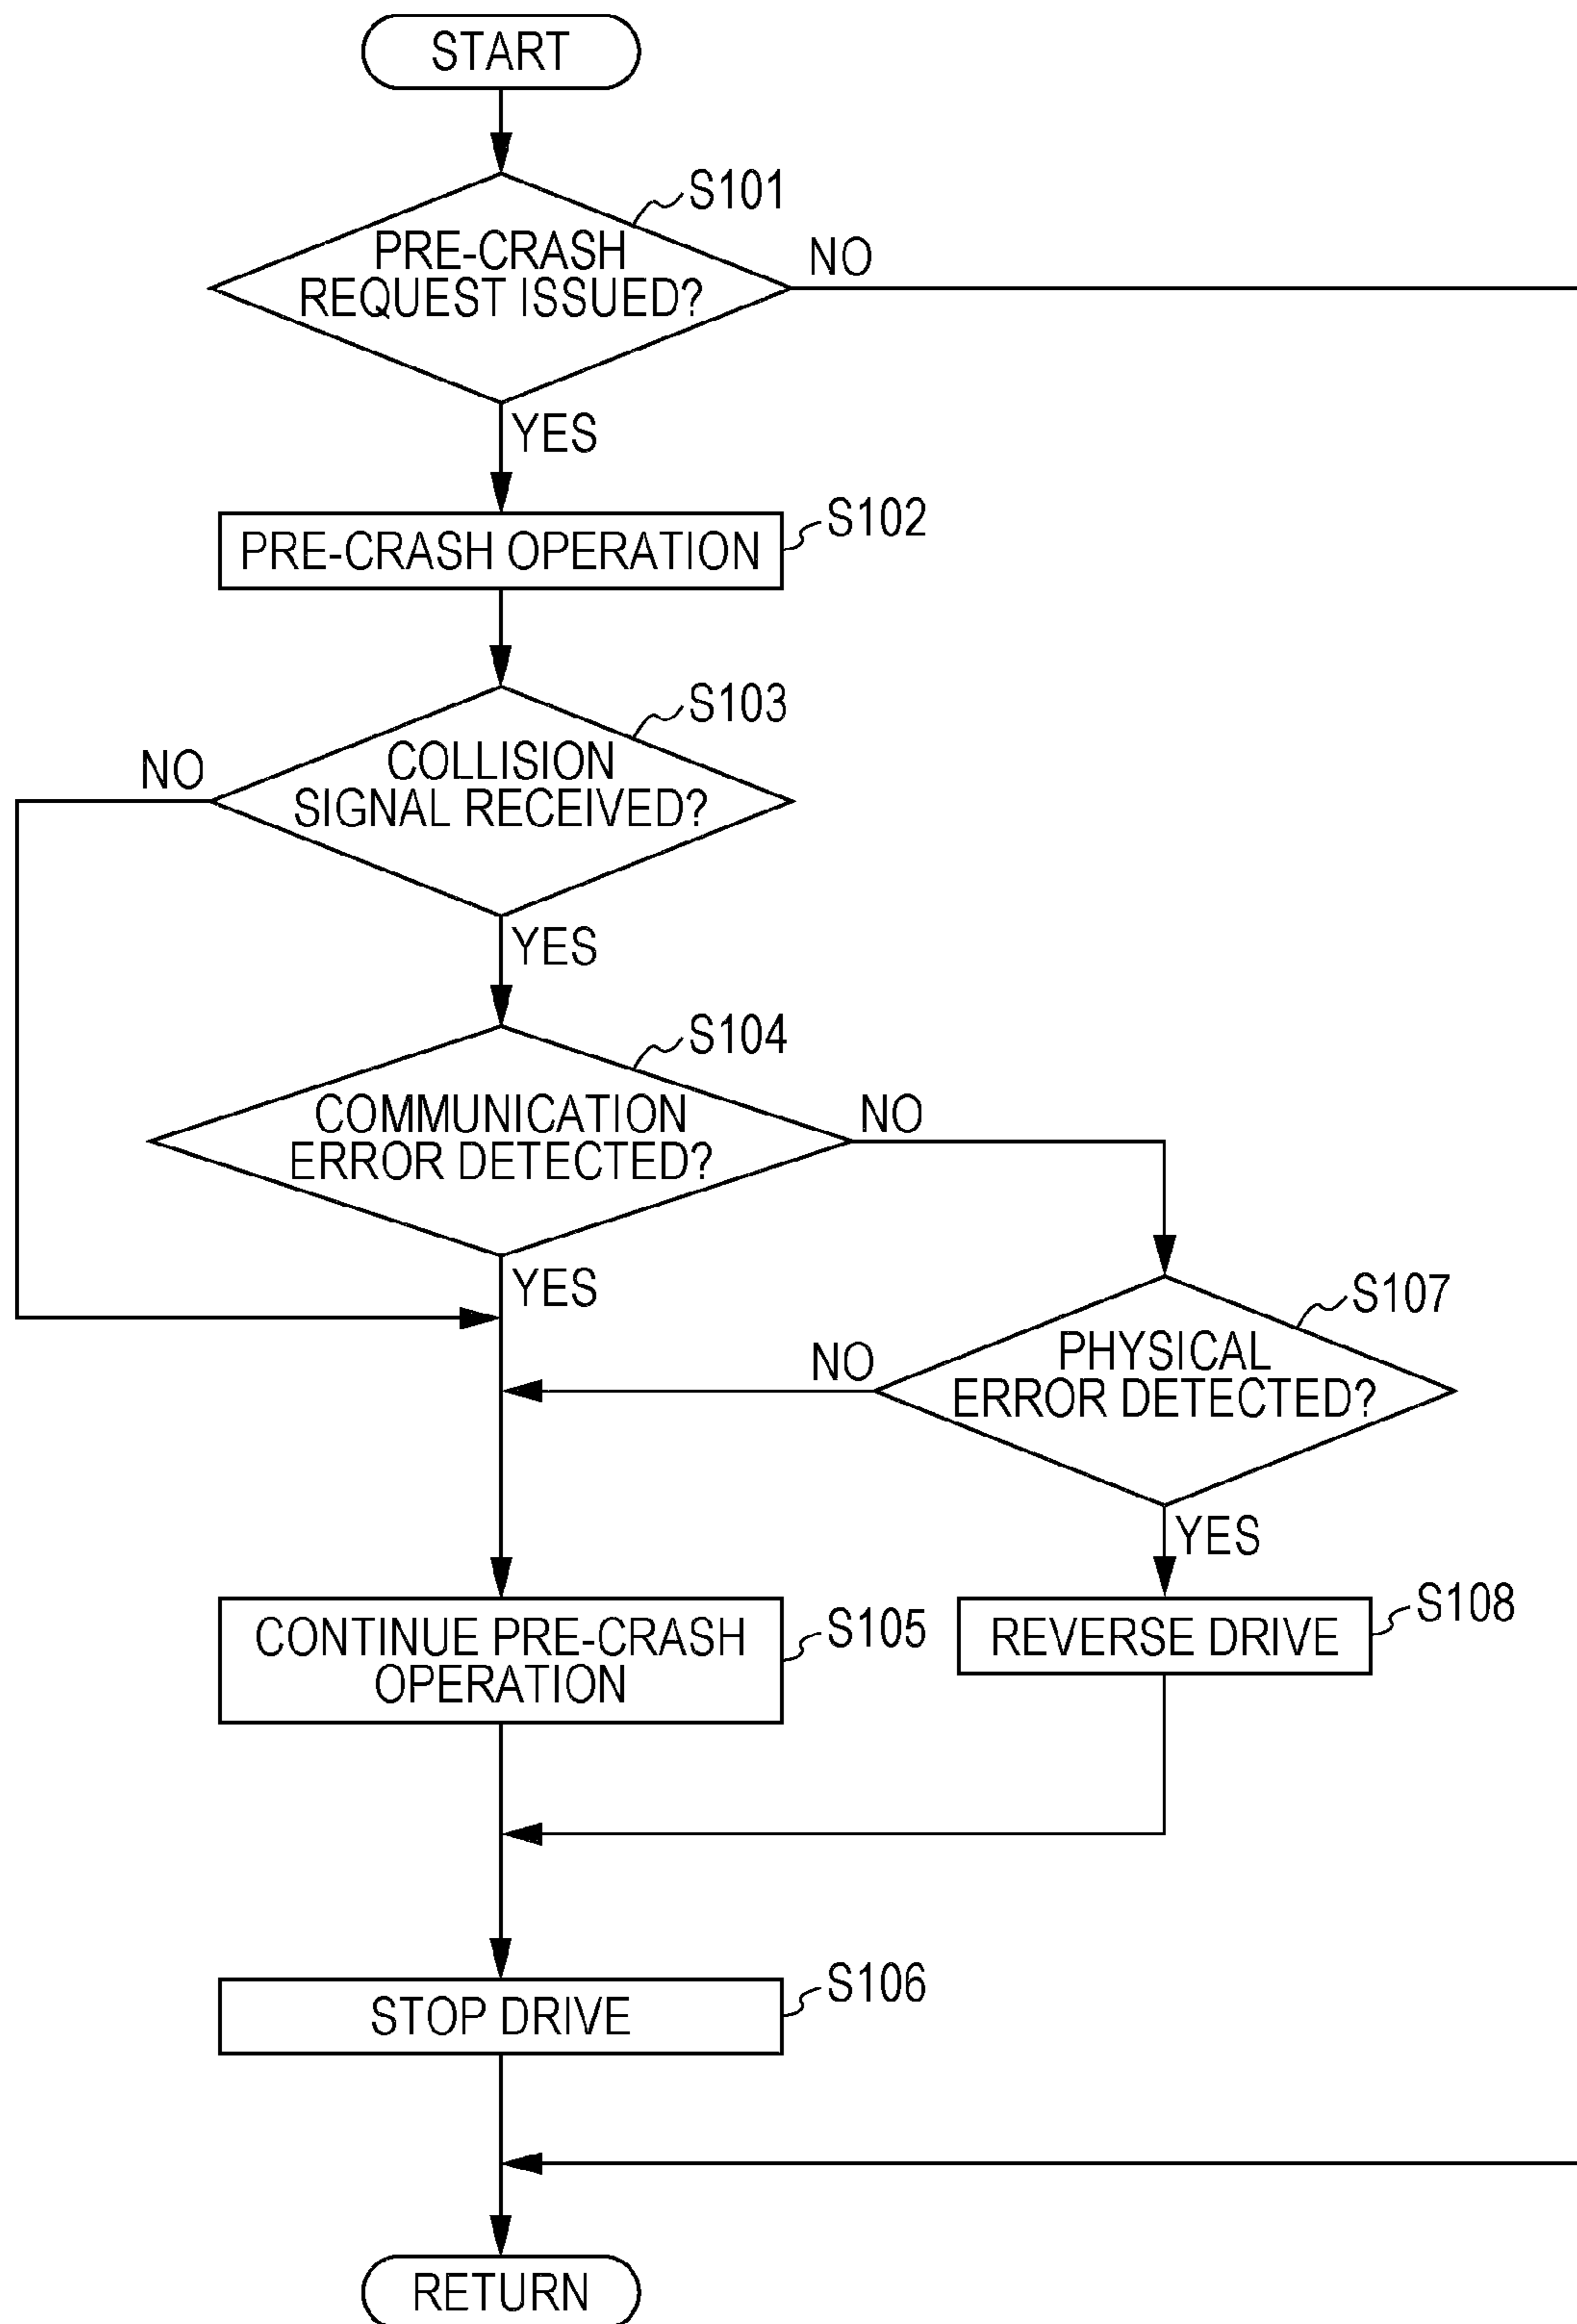 START
S101
PRE-CRASH
REQUEST ISSUED?
NO
YES
S102
PRE-CRASH OPERATION
S103
COLLISION
SIGNAL RECEIVED?
NO
YES
S104
COMMUNICATION
ERROR DETECTED?
NO
YES
S107
PHYSICAL
ERROR DETECTED?
NO
YES
S105
CONTINUE PRE-CRASH
OPERATION
S108
REVERSE DRIVE
S106
STOP DRIVE
RETURN